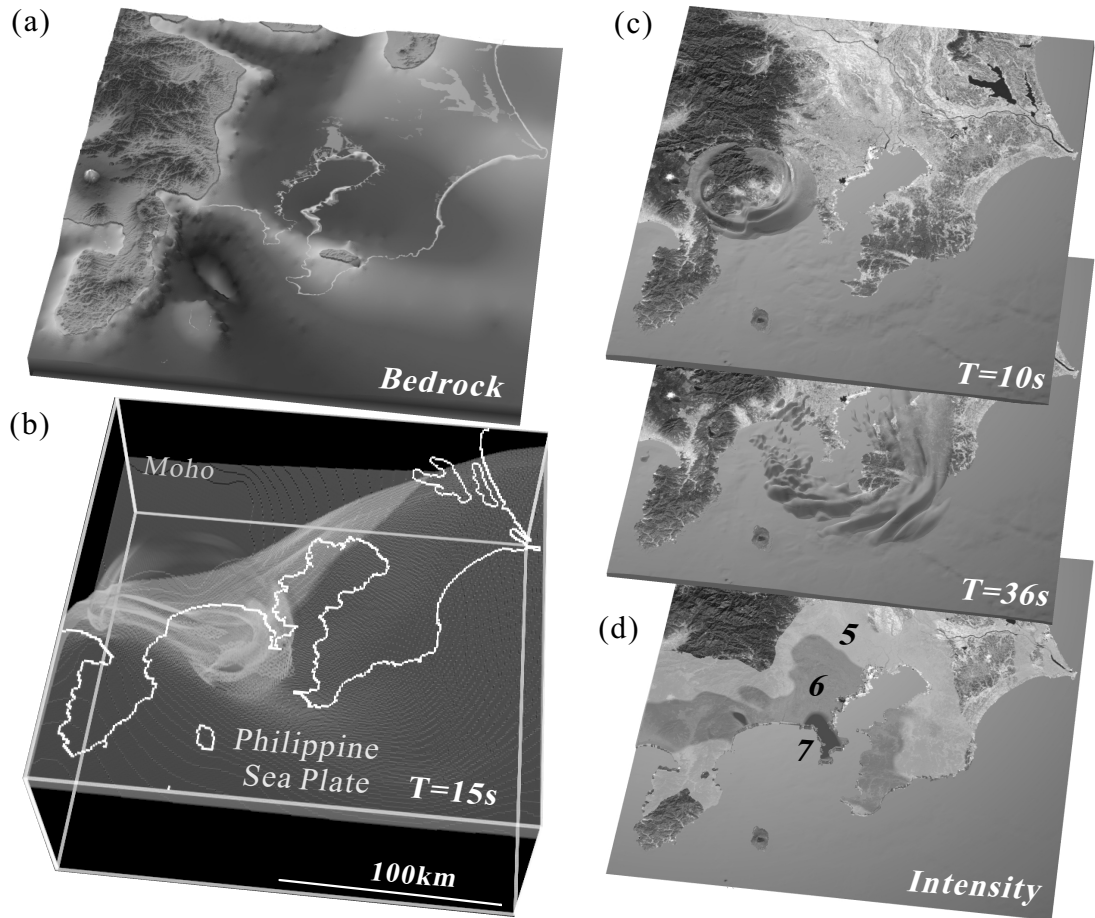 (a)
Bedrock
(b)
Moho
Philippine
Sea Plate
T=15s
100km
(c)
T=10s
T=36s
(d)
5
6
7
Intensity